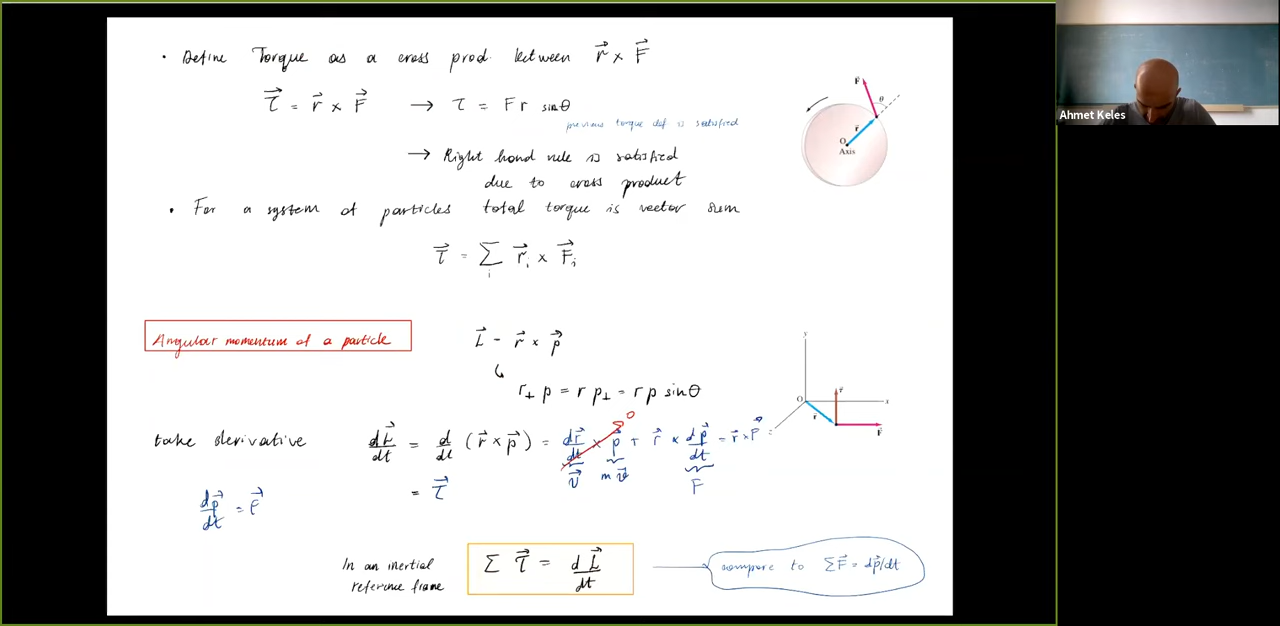 • Define Torque as a cross prod. between r⃗ × F⃗
τ⃗ = r⃗ × F⃗ → τ = F r sinθ
previous torque def is satisfied
→ Right hand rule is satisfied
due to cross product
• For a system of particles total torque is vector sum
τ⃗ = Σ r⃗ᵢ × F⃗ᵢ
i
F
θ
r⃗
O
Axis
Angular momentum of a particle
L⃗ = r⃗ × p⃗
r⊥ p = r p⊥ = r p sinθ
y
O
x
τ⃗
r⃗
F⃗
take derivative dL⃗/dt = d/dt (r⃗ × p⃗) = dr⃗/dt × p⃗ + r⃗ × dp⃗/dt = r⃗ × F⃗ =
0
v⃗ m v⃗ F
= τ⃗
dp⃗/dt = F⃗
In an inertial
reference frame
Σ τ⃗ = dL⃗/dt
compare to ΣF⃗ = dp⃗/dt
Ahmet Keles